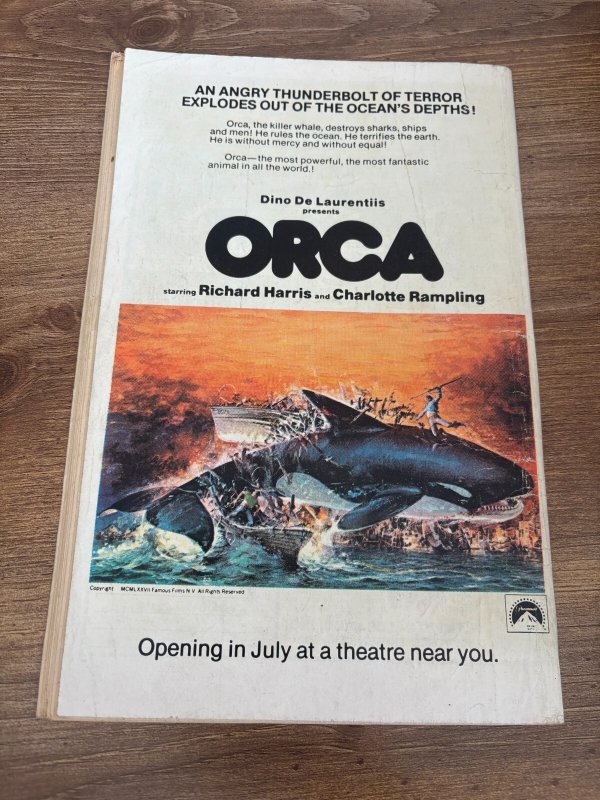 AN ANGRY THUNDERBOLT OF TERROR
EXPLODES OUT OF THE OCEAN'S DEPTHS!
Orca, the killer whale, destroys sharks, ships
and men! He rules the ocean. He terrifies the earth.
He is without mercy and without equal!
Orca—the most powerful, the most fantastic
animal in all the world.!
Dino De Laurentiis
presents
ORCA
starring Richard Harris and Charlotte Rampling
Copyright MCMLXXVII Famous Films N V All Rights Reserved
Paramount
Opening in July at a theatre near you.